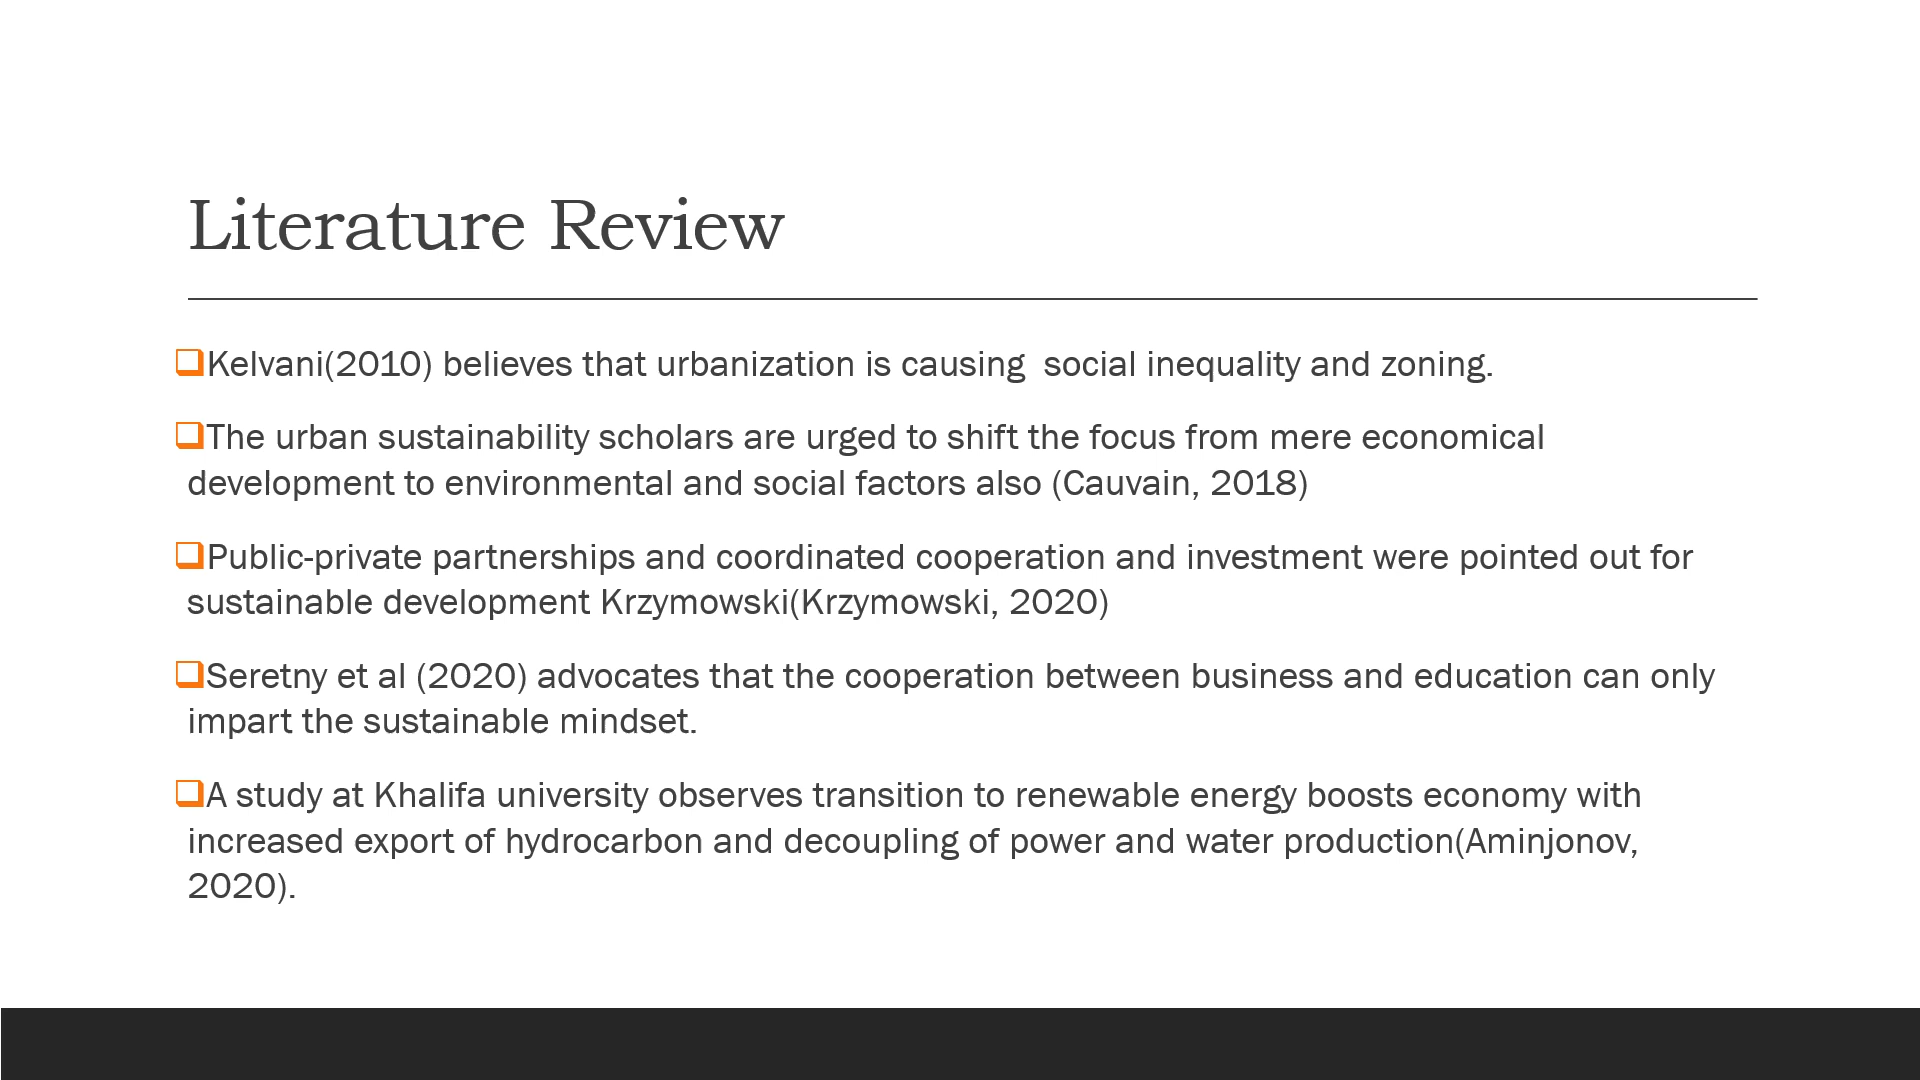 Literature Review
❑Kelvani(2010) believes that urbanization is causing  social inequality and zoning.
❑The urban sustainability scholars are urged to shift the focus from mere economical
development to environmental and social factors also (Cauvain, 2018)
❑Public-private partnerships and coordinated cooperation and investment were pointed out for
sustainable development Krzymowski(Krzymowski, 2020)
❑Seretny et al (2020) advocates that the cooperation between business and education can only
impart the sustainable mindset.
❑A study at Khalifa university observes transition to renewable energy boosts economy with
increased export of hydrocarbon and decoupling of power and water production(Aminjonov,
2020).